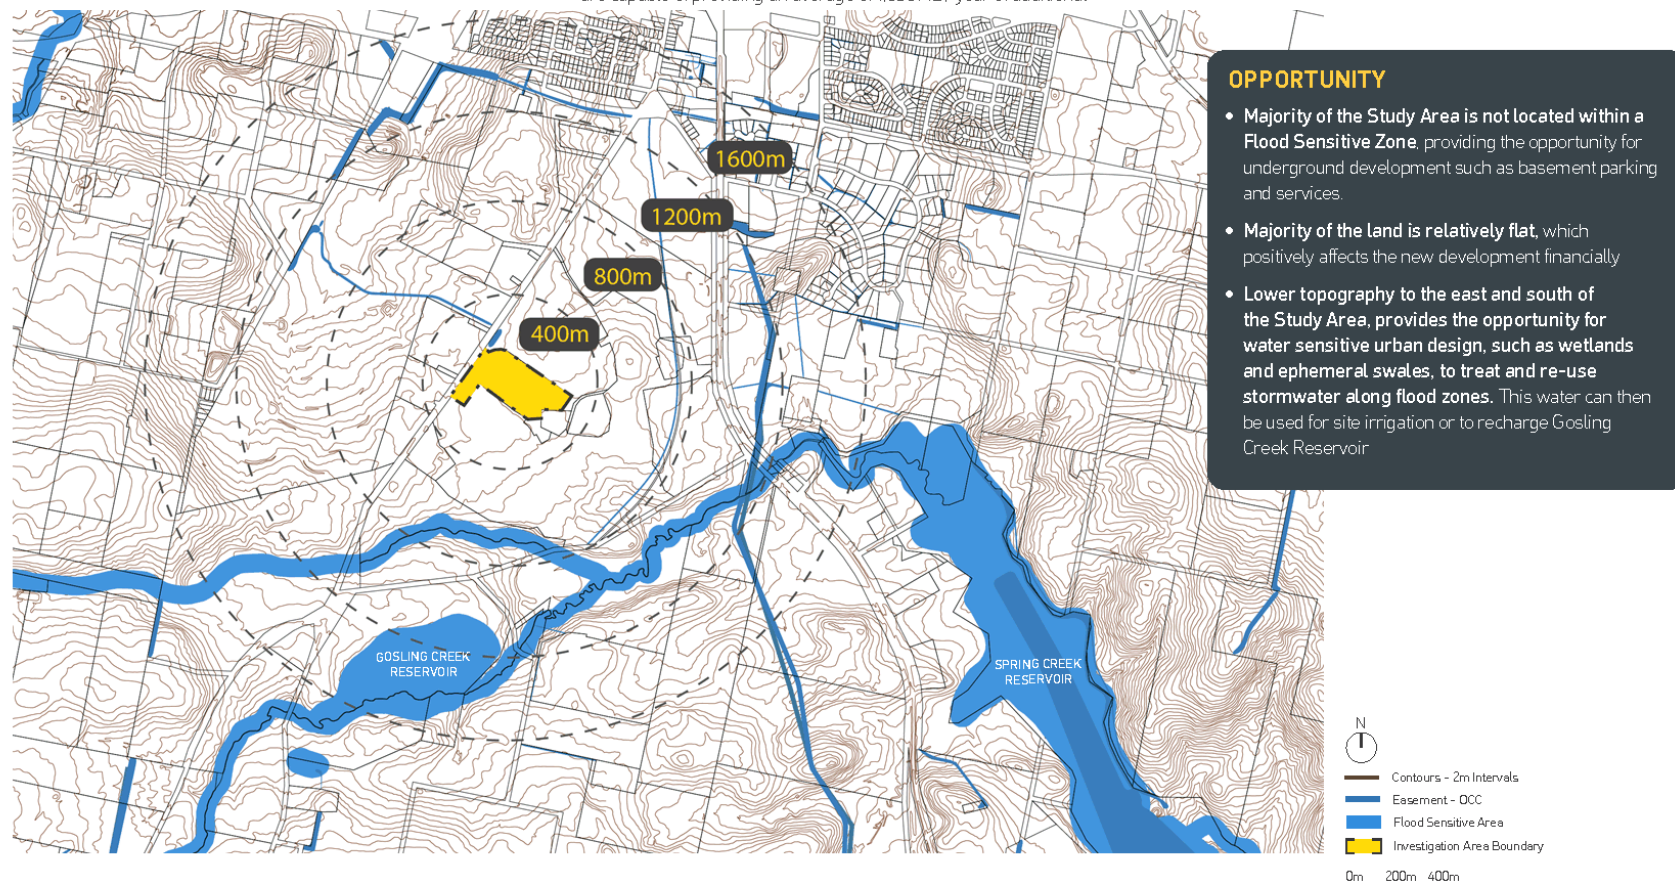 OPPORTUNITY
• Majority of the Study Area is not located within a
Flood Sensitive Zone, providing the opportunity for
underground development such as basement parking
and services.
• Majority of the land is relatively flat, which
positively affects the new development financially
• Lower topography to the east and south of
the Study Area, provides the opportunity for
water sensitive urban design, such as wetlands
and ephemeral swales, to treat and re-use
stormwater along flood zones. This water can then
be used for site irrigation or to recharge Gosling
Creek Reservoir
1600m
1200m
800m
400m
GOSLING CREEK
RESERVOIR
SPRING CREEK
RESERVOIR
N
Contours - 2m Intervals
Easement - OCC
Flood Sensitive Area
Investigation Area Boundary
0m 200m 400m